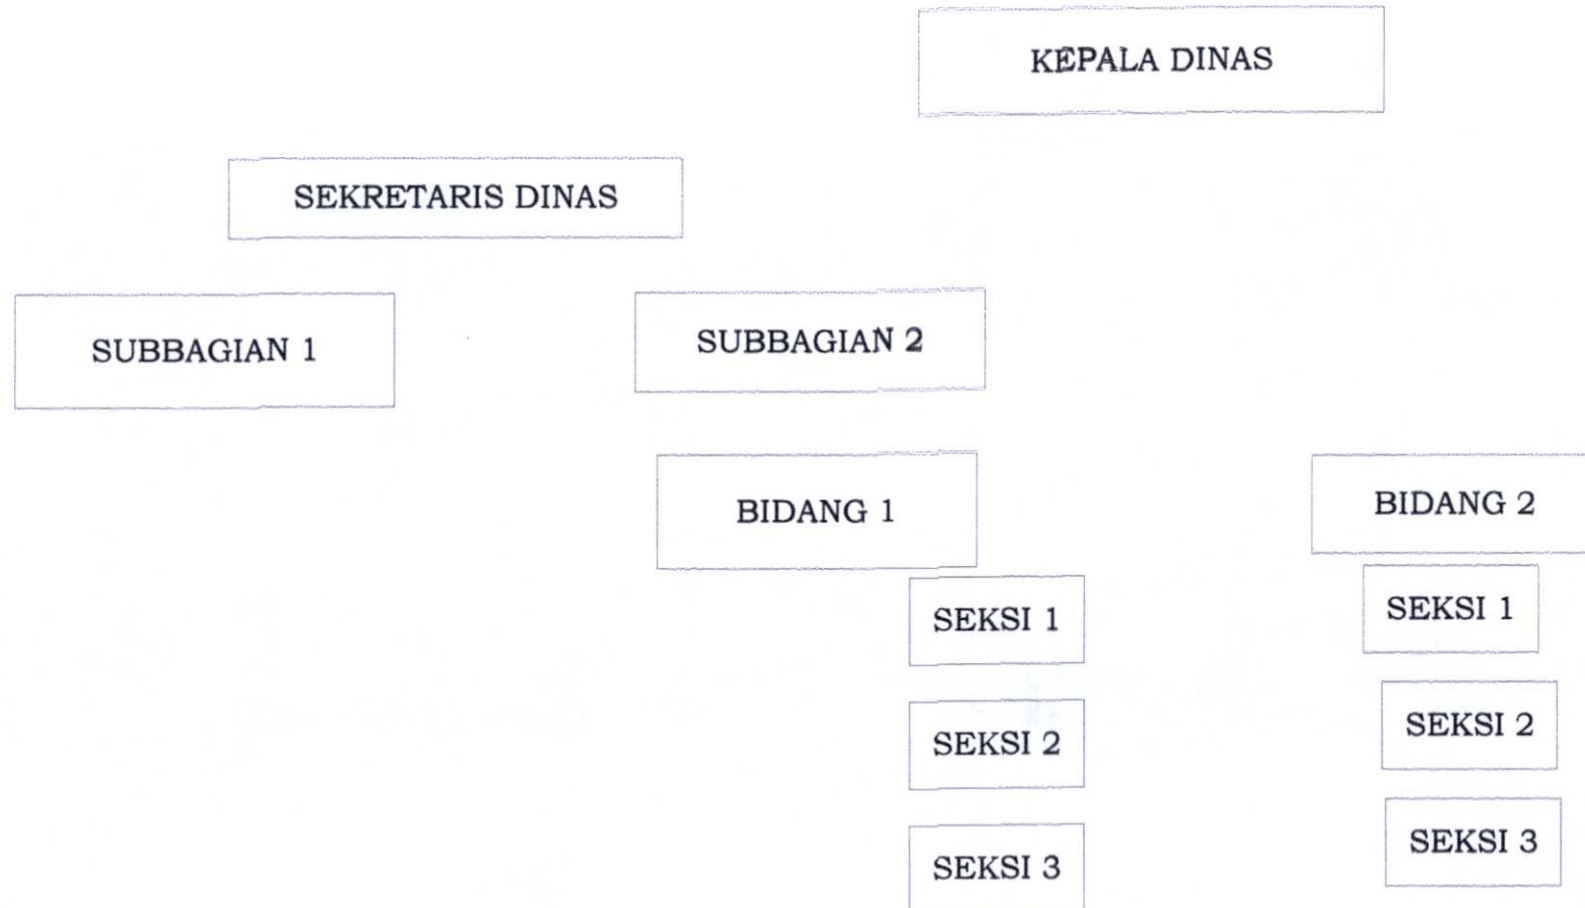 KEPALA DINAS
SEKRETARIS DINAS
SUBBAGIAN 1
SUBBAGIAN 2
BIDANG 1
BIDANG 2
SEKSI 1
SEKSI 1
SEKSI 2
SEKSI 2
SEKSI 3
SEKSI 3